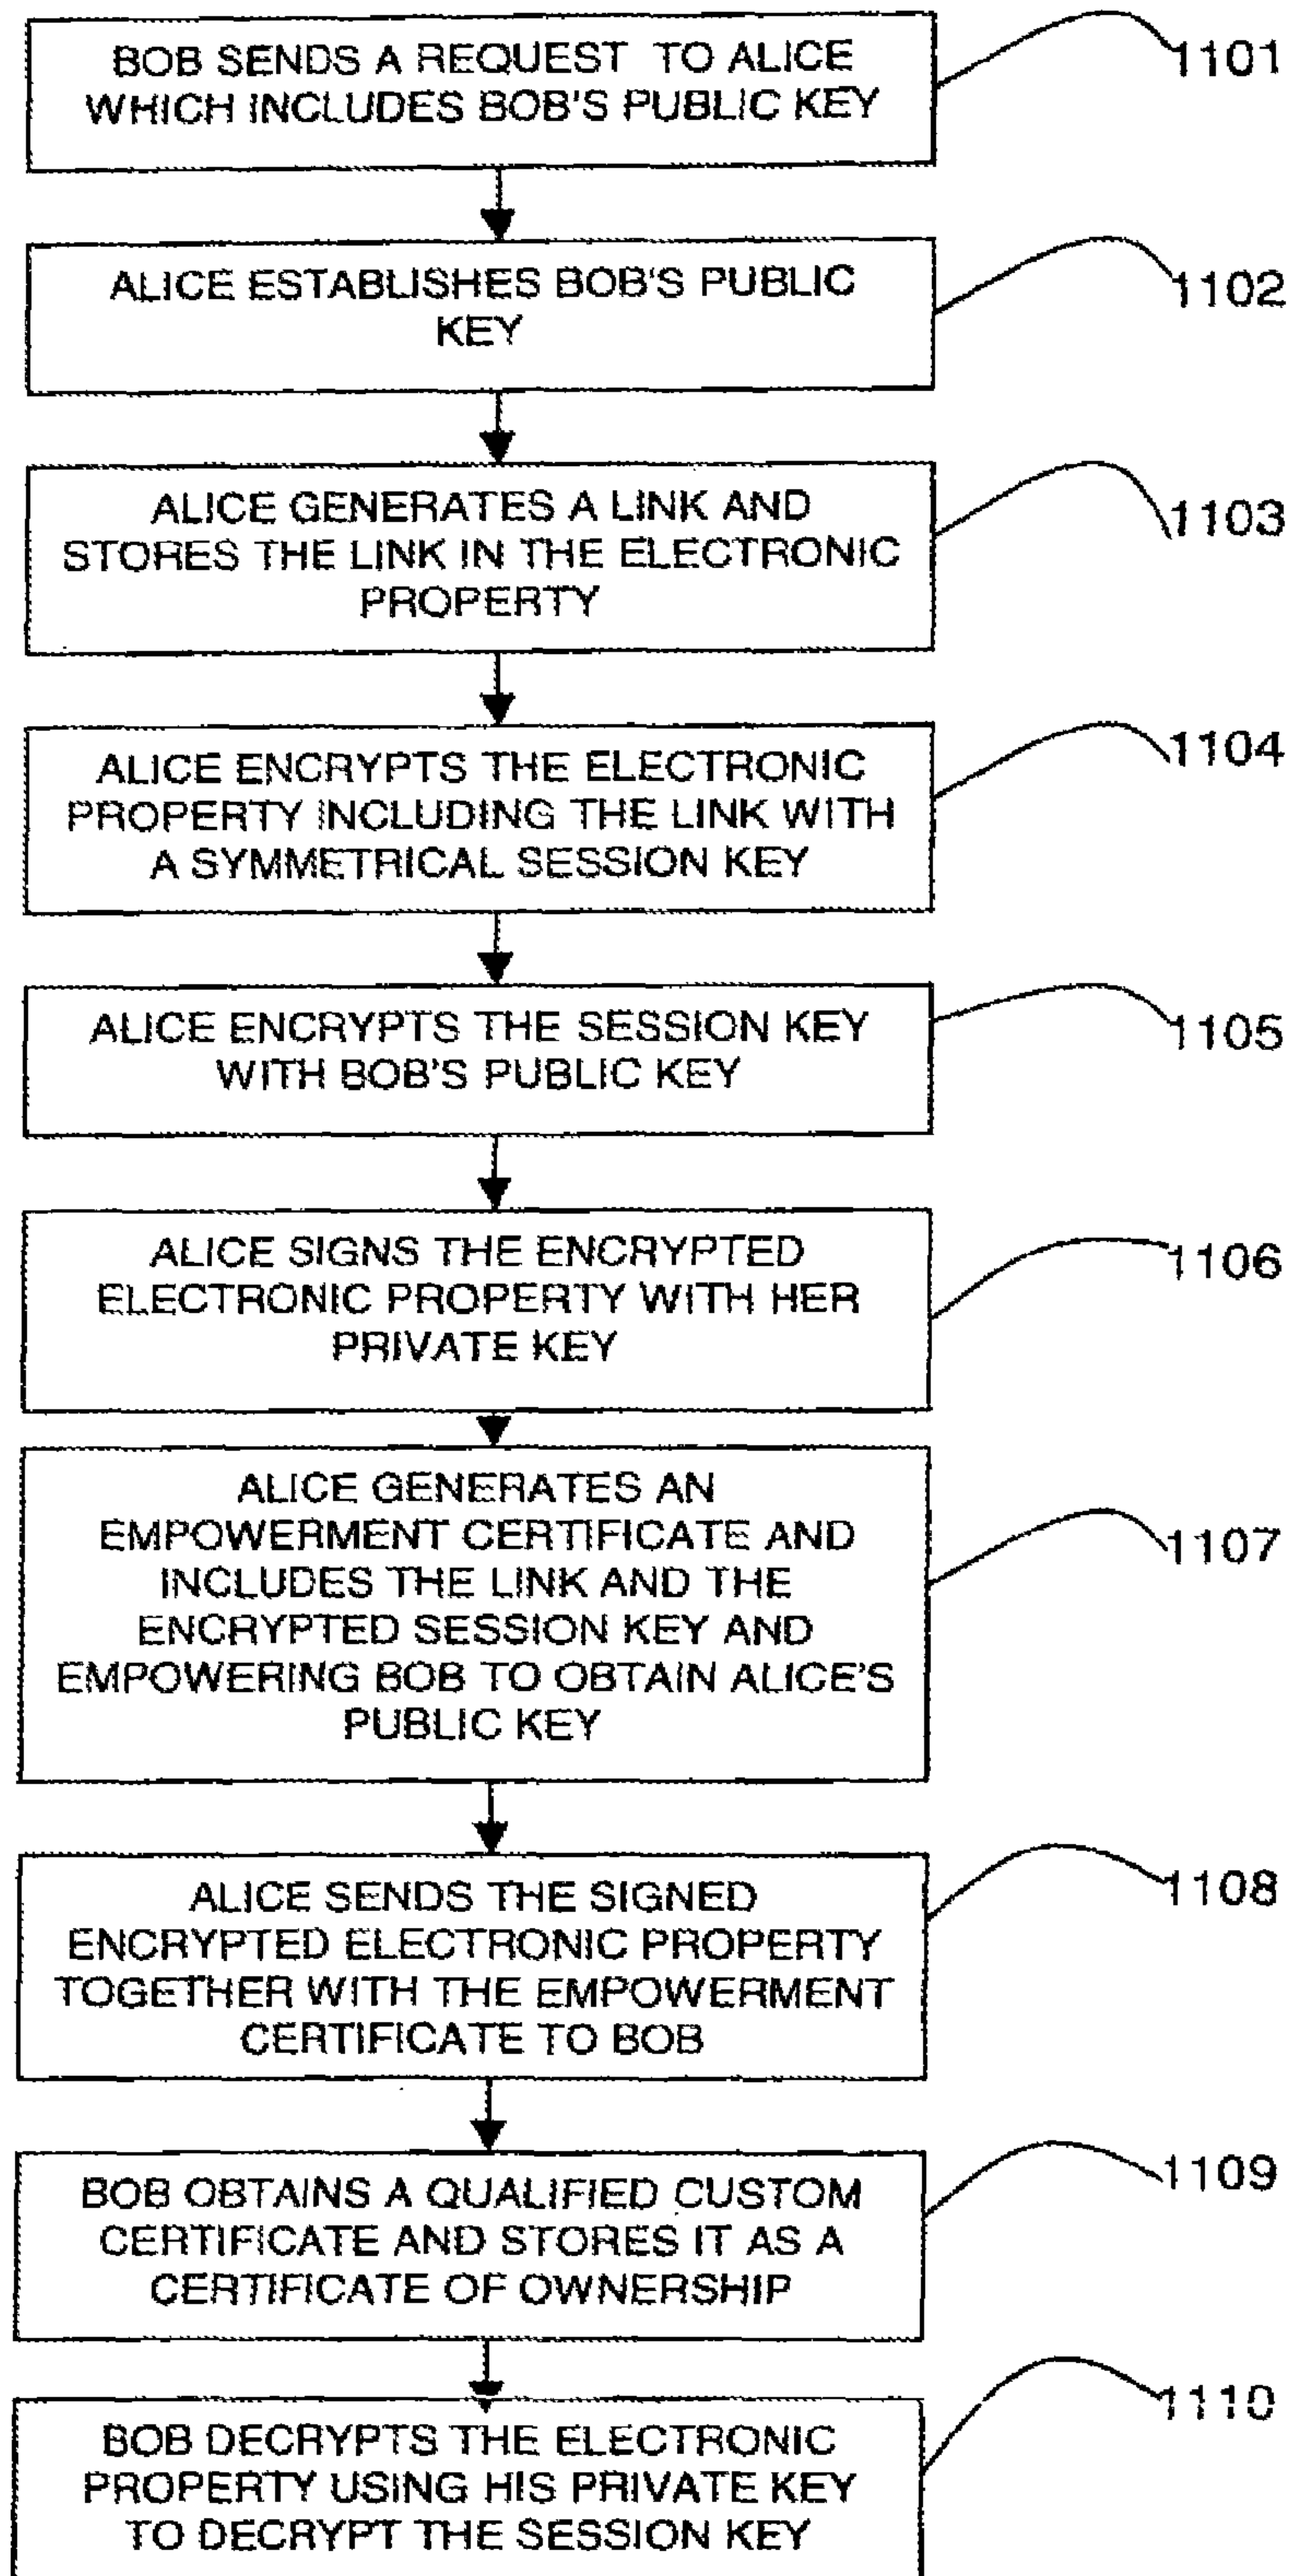 BOB SENDS A REQUEST TO ALICE
WHICH INCLUDES BOB'S PUBLIC KEY
1101
ALICE ESTABLISHES BOB'S PUBLIC
KEY
1102
ALICE GENERATES A LINK AND
STORES THE LINK IN THE ELECTRONIC
PROPERTY
1103
ALICE ENCRYPTS THE ELECTRONIC
PROPERTY INCLUDING THE LINK WITH
A SYMMETRICAL SESSION KEY
1104
ALICE ENCRYPTS THE SESSION KEY
WITH BOB'S PUBLIC KEY
1105
ALICE SIGNS THE ENCRYPTED
ELECTRONIC PROPERTY WITH HER
PRIVATE KEY
1106
ALICE GENERATES AN
EMPOWERMENT CERTIFICATE AND
INCLUDES THE LINK AND THE
ENCRYPTED SESSION KEY AND
EMPOWERING BOB TO OBTAIN ALICE'S
PUBLIC KEY
1107
ALICE SENDS THE SIGNED
ENCRYPTED ELECTRONIC PROPERTY
TOGETHER WITH THE EMPOWERMENT
CERTIFICATE TO BOB
1108
BOB OBTAINS A QUALIFIED CUSTOM
CERTIFICATE AND STORES IT AS A
CERTIFICATE OF OWNERSHIP
1109
BOB DECRYPTS THE ELECTRONIC
PROPERTY USING HIS PRIVATE KEY
TO DECRYPT THE SESSION KEY
1110